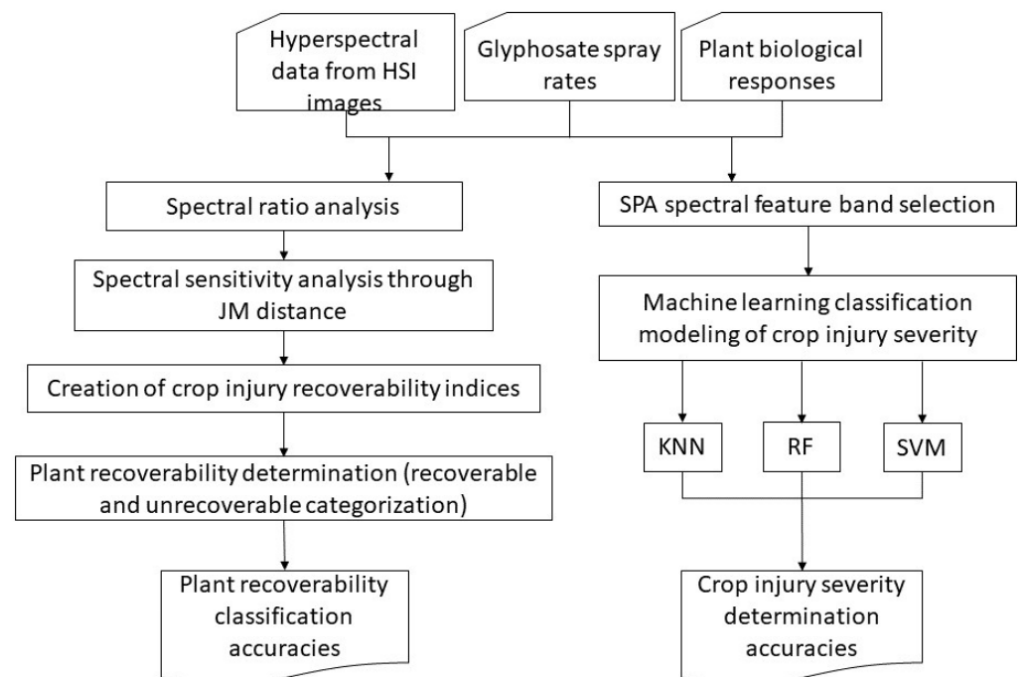 Hyperspectral
data from HSI
images
Glyphosate spray
rates
Plant biological
responses
Spectral ratio analysis
Spectral sensitivity analysis through
JM distance
Creation of crop injury recoverability indices
Plant recoverability determination (recoverable
and unrecoverable categorization)
Plant recoverability
classification
accuracies
SPA spectral feature band selection
Machine learning classification
modeling of crop injury severity
KNN
RF
SVM
Crop injury severity
determination
accuracies